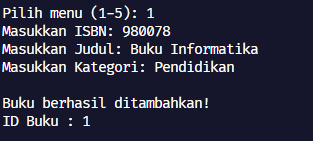 Pilih menu (1-5): 1
Masukkan ISBN: 980078
Masukkan Judul: Buku Informatika
Masukkan Kategori: Pendidikan
Buku berhasil ditambahkan!
ID Buku : 1